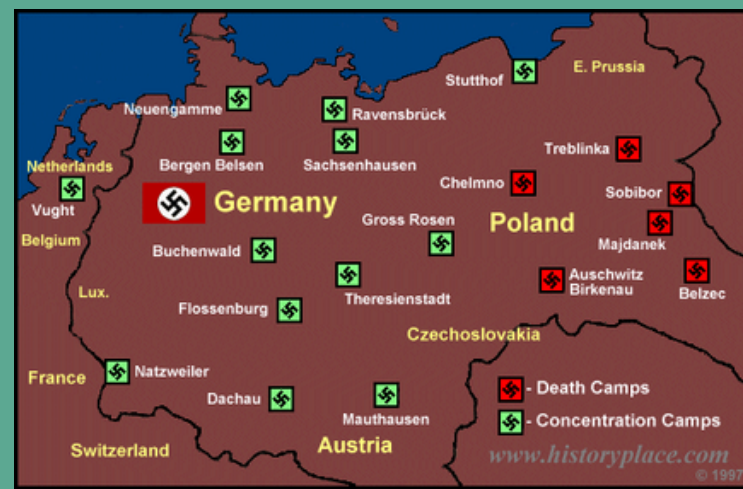 Stutthof
E. Prussia
Neuengamme
Ravensbrück
Bergen Belsen
Sachsenhausen
Treblinka
Netherlands
Vught
Germany
Chelmno
Sobibor
Gross Rosen
Poland
Belgium
Majdanek
Buchenwald
Auschwitz
Birkenau
Belzec
Lux.
Theresienstadt
Flossenburg
Czechoslovakia
France
Natzweiler
Dachau
Mauthausen
- Death Camps
- Concentration Camps
Switzerland
Austria
www.historyplace.com
© 1997